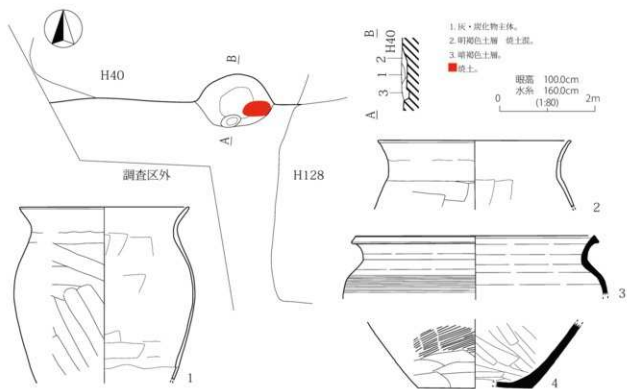 H40
B
A
調査区外
H128
B
H40
2
1
3
A
1. 灰・炭化物主体。
2. 明褐色土層 焼土混。
3. 暗褐色土層。
焼土。
眼高 100.0cm
水糸 160.0cm
(1:80)
0 2m
1
2
3
4